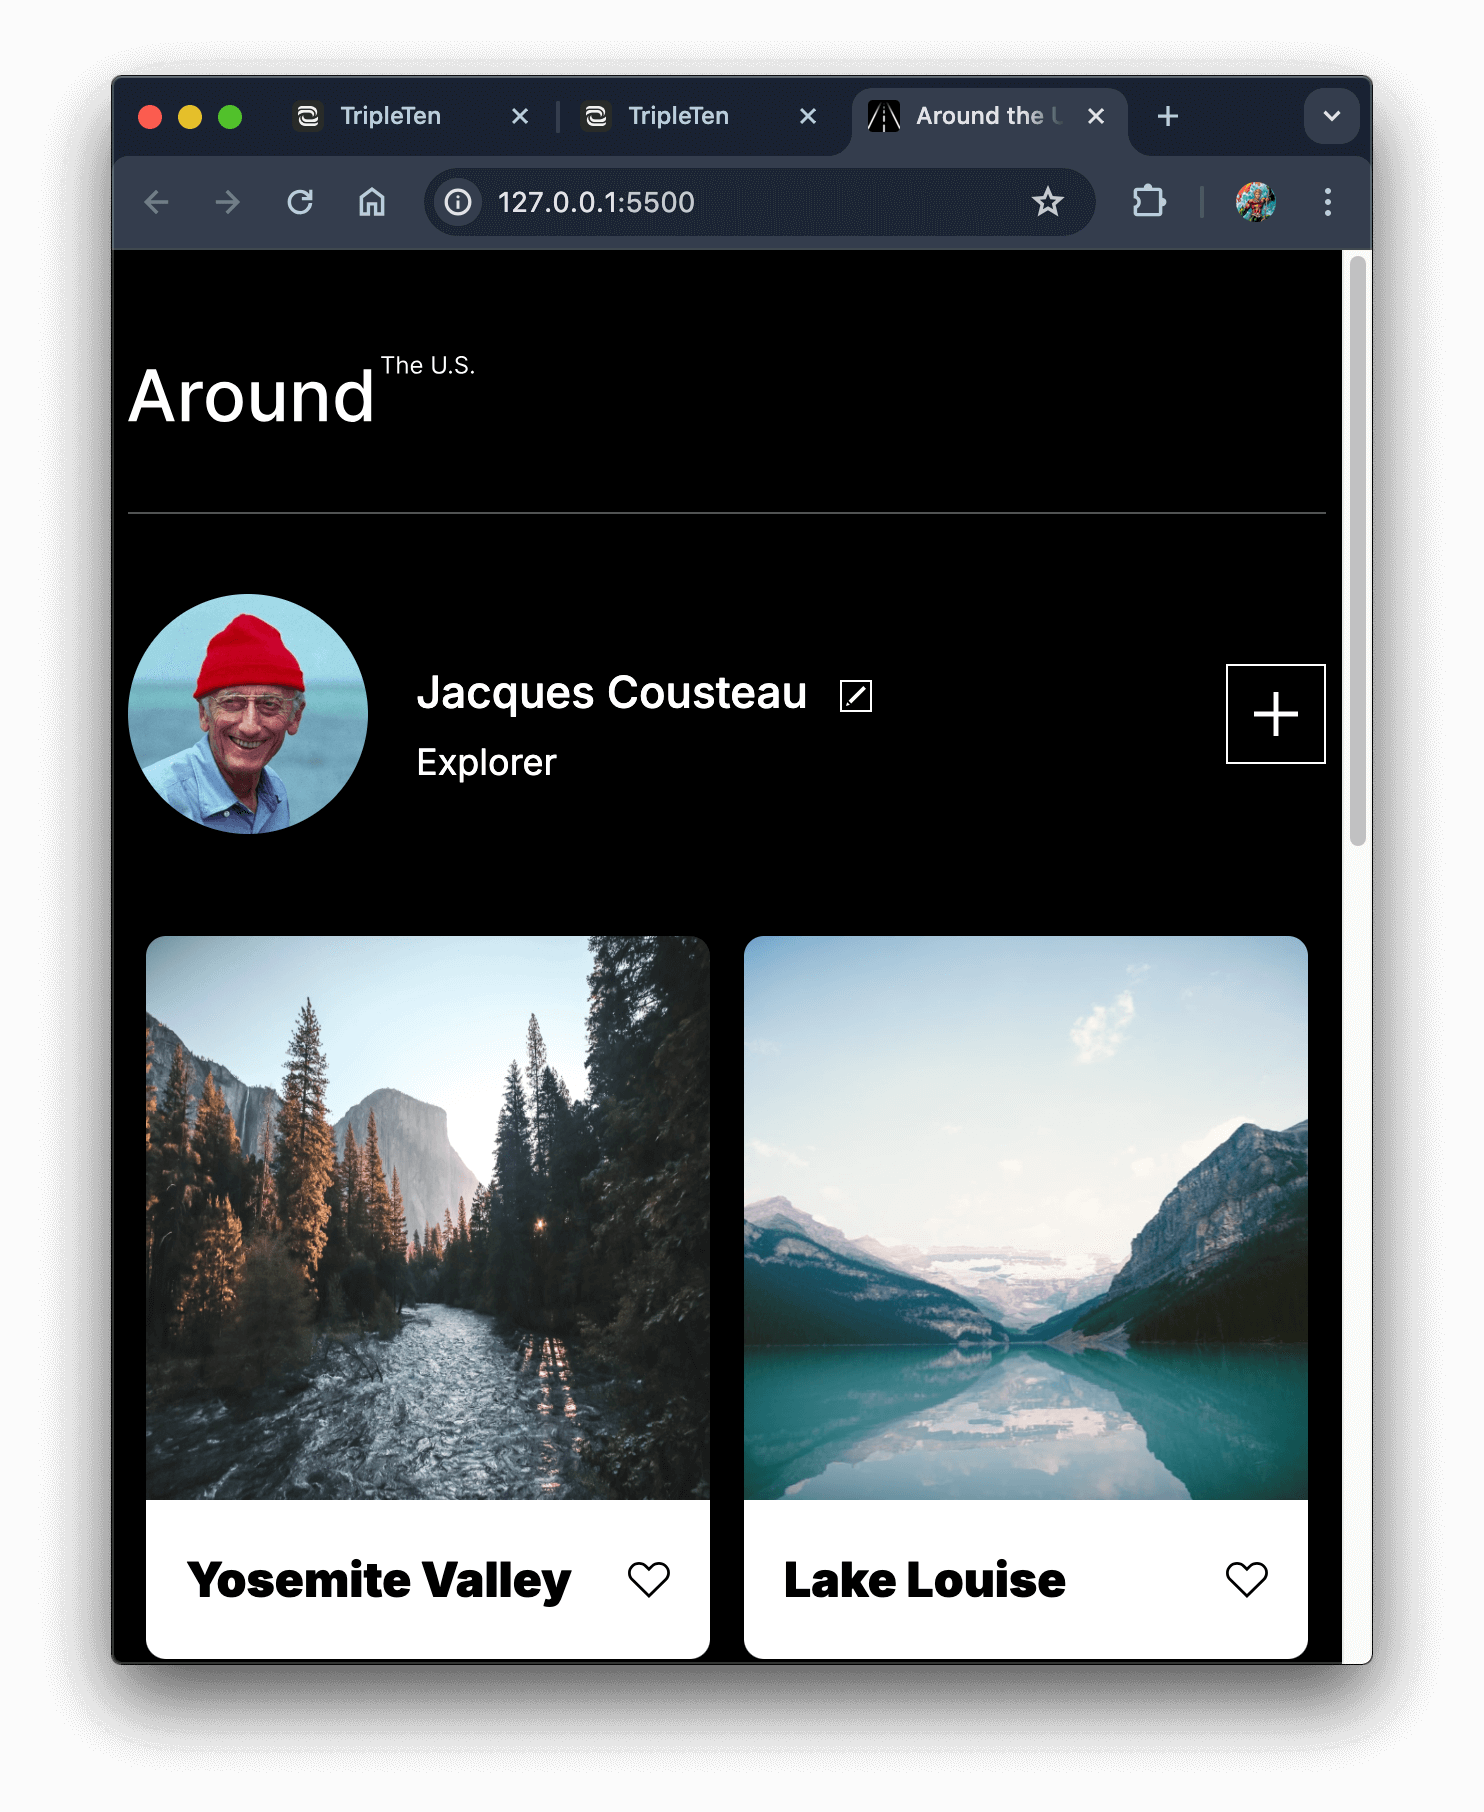 TripleTen
TripleTen
Around the
127.0.0.1:5500
Around The U.S.
Jacques Cousteau
Explorer
Yosemite Valley
Lake Louise